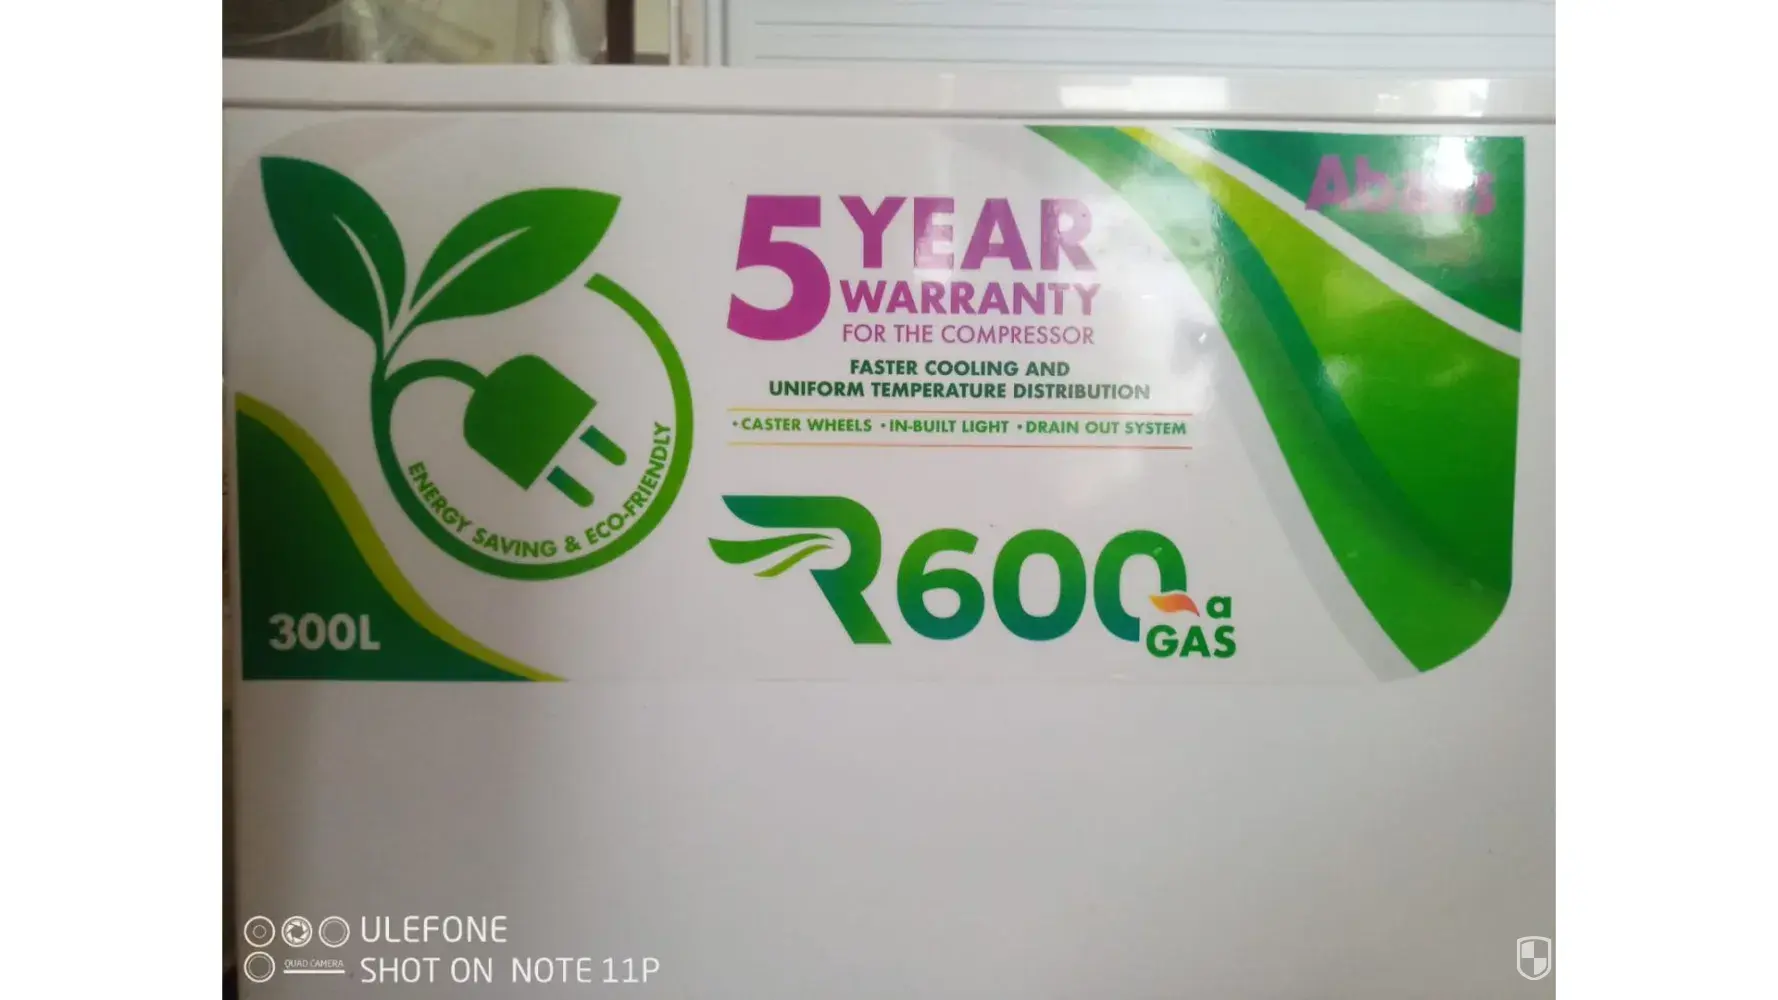 Abans
5 YEAR
WARRANTY
FOR THE COMPRESSOR
FASTER COOLING AND
UNIFORM TEMPERATURE DISTRIBUTION
•CASTER WHEELS •IN-BUILT LIGHT •DRAIN OUT SYSTEM
ENERGY SAVING & ECO-FRIENDLY
R600a
GAS
300L
ULEFONE
QUAD CAMERA
SHOT ON NOTE 11P